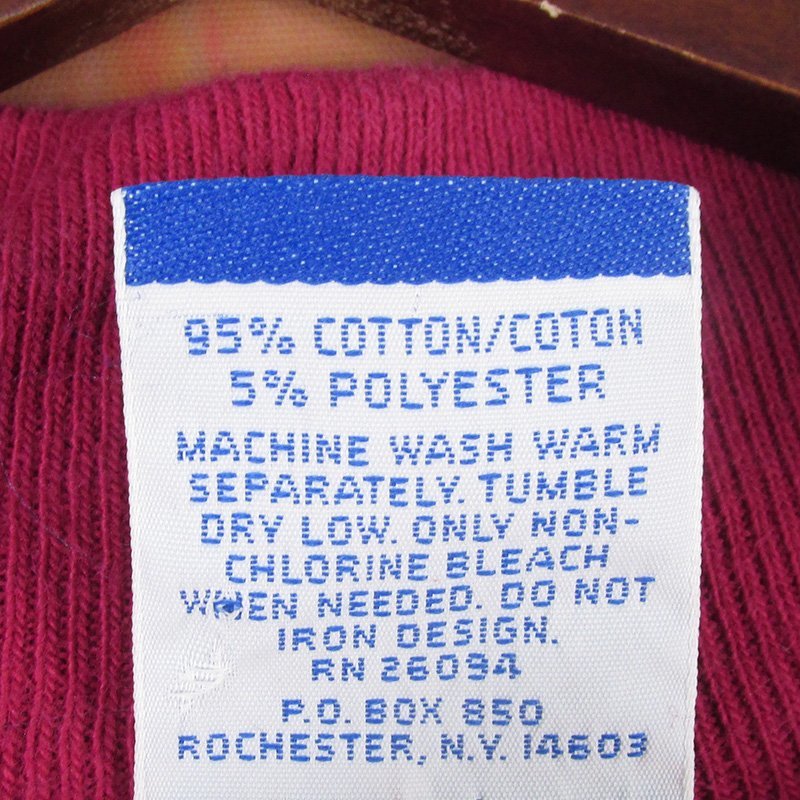 95% COTTON/COTON
5% POLYESTER
MACHINE WASH WARM
SEPARATELY. TUMBLE
DRY LOW. ONLY NON-
CHLORINE BLEACH
WHEN NEEDED. DO NOT
IRON DESIGN.
RN 26094
P.O. BOX 850
ROCHESTER, N.Y. 14603